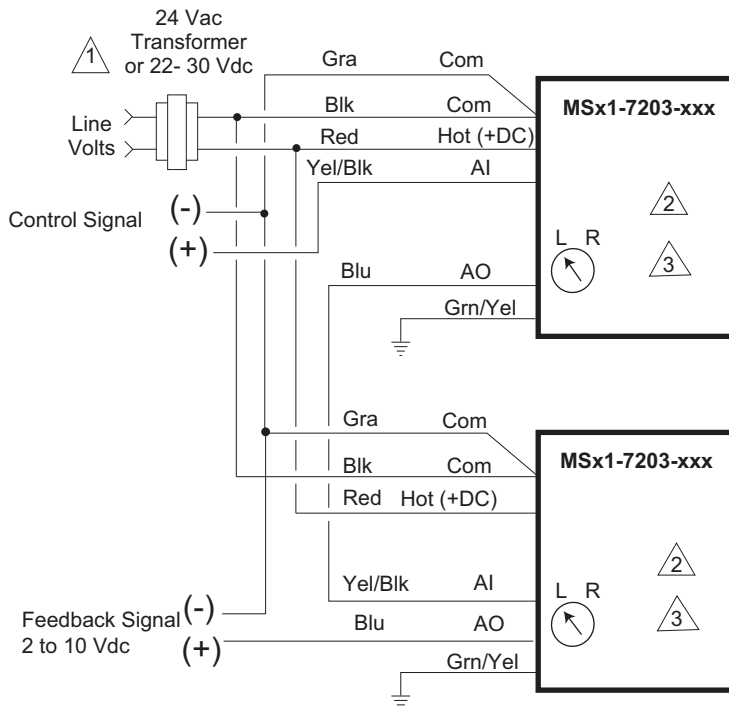 24 Vac
Transformer
or 22- 30 Vdc
1
Line
Volts
Gra Com
Blk Com
Red Hot (+DC)
Yel/Blk AI
MSx1-7203-xxx
Control Signal (-)
(+)
2
L R
3
Blu AO
Grn/Yel
Gra Com
Blk Com
Red Hot (+DC)
MSx1-7203-xxx
2
L R
3
Yel/Blk AI
Feedback Signal (-)
2 to 10 Vdc (+)
Blu AO
Grn/Yel